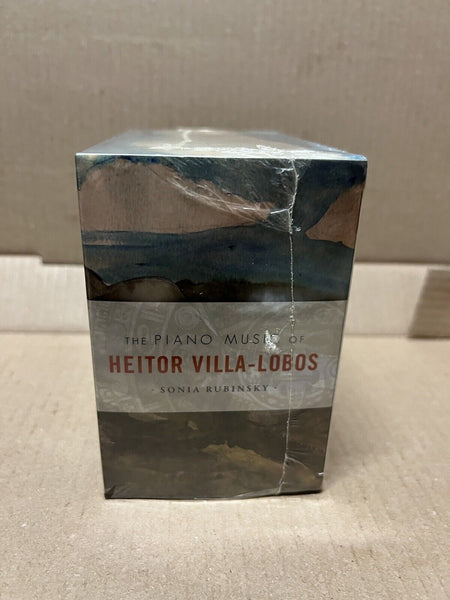 THE PIANO MUSIC OF
HEITOR VILLA-LOBOS
- SONIA RUBINSKY -